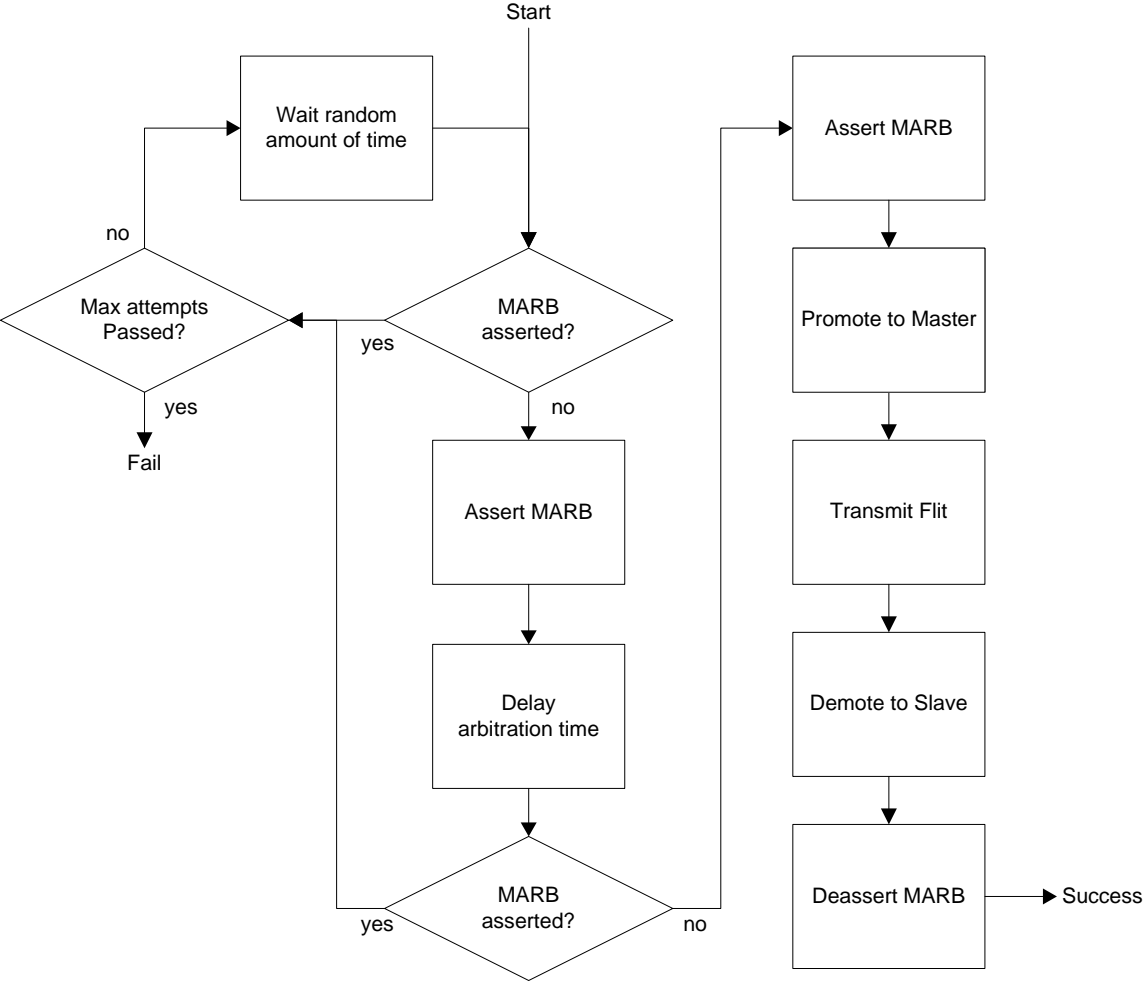 Start
Wait random
amount of time
Assert MARB
no
Max attempts
Passed?
MARB
asserted?
Promote to Master
yes
yes
no
Fail
Assert MARB
Transmit Flit
Delay
arbitration time
Demote to Slave
MARB
asserted?
yes
no
Deassert MARB
Success